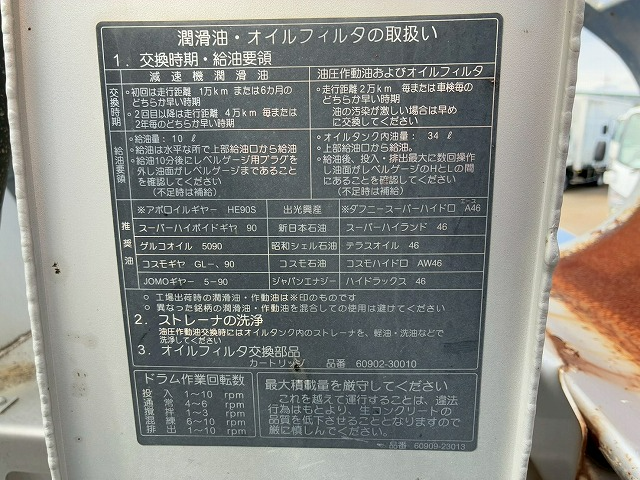 潤滑油・オイルフィルタの取扱い
1. 交換時期・給油要領
減速機潤滑油
油圧作動油およびオイルフィルタ
交換時期
○初回は走行距離 1万kmまたは6カ月の
どちらか早い時期
○2回目以降は走行距離 4万km 毎または
2年毎のどちらか早い時期
○走行距離2万km 毎または車検毎の
どちらか早い時期
油の汚染が激しい場合は早め
に交換してください
給油要領
○給油量：10ℓ
○給油は水平な所で上部給油口から給油
○給油10分後にレベルゲージ用プラグを
外し油面がレベルゲージまであること
を確認してください
(不足時は補給)
○オイルタンク内油量： 34 ℓ
○上部給油口から給油。
○給油後、投入・排出最大に数回操作
し油面がレベルゲージのHとLの間
にあることを確認してください
(不足時は補給)
推奨油
※アポロイルギヤー HE90S
出光興産
※ダフニースーパーハイドロ A46
スーパーハイポイドギヤ 90
新日本石油
スーパーハイランド 46
ゲルコオイル 5090
昭和シェル石油
テラスオイル 46
コスモギヤ GL-、90
コスモ石油
コスモハイドロ AW46
JOMOギヤー 5-90
ジャパンエナジー
ハイドラックス 46
○ 工場出荷時の潤滑油・作動油は※印のものです
○ 異なった銘柄の潤滑油・作動油を混合しての使用は避けてください
2. ストレーナの洗浄
油圧作動油交換時にはオイルタンク内のストレーナを、軽油・洗油などで
洗浄してください
3. オイルフィルタ交換部品
カートリッジ 品番 60902-30010
ドラム作業回転数
投入 1～10 rpm
通常 4～6 rpm
攪拌 1～3 rpm
混練 6～10 rpm
排出 1～10 rpm
最大積載量を厳守してください
これを越えて運行することは、違法
行為はもとより、生コンクリートの
品質を低下させることとなりますので
厳に慎しんでください。
品番 60909-23013